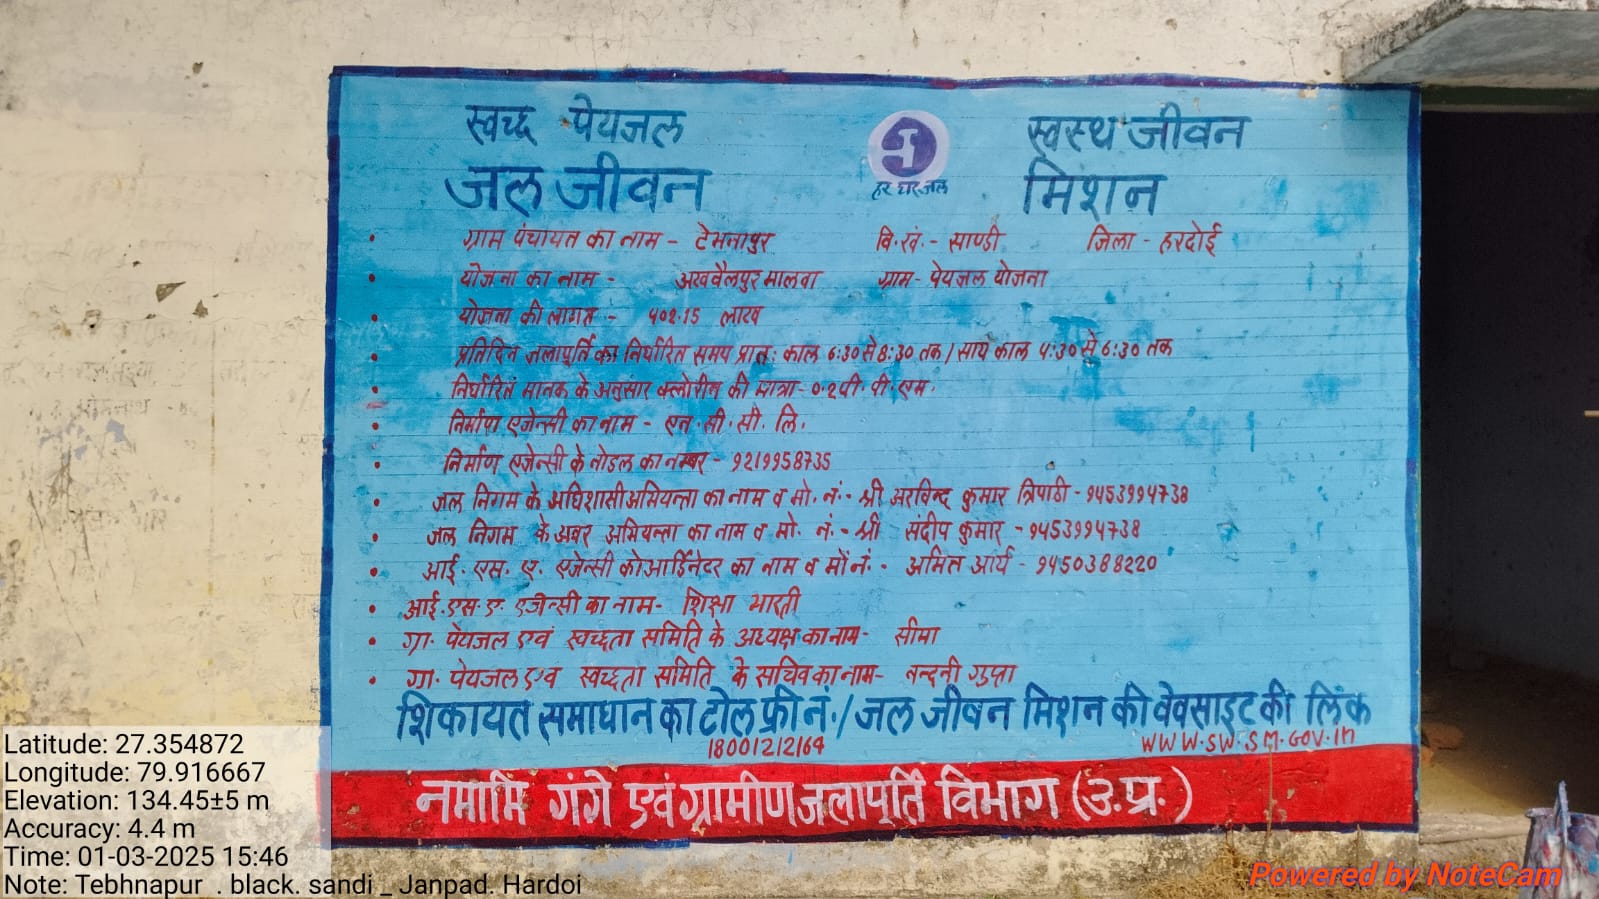 स्वच्छ पेयजल स्वस्थ जीवन
जल जीवन मिशन
हर घर जल
• ग्राम पंचायत का नाम - टेभनापुर वि.खं.- साण्डी जिला - हरदोई
• योजना का नाम - अखवैलपुर मालवा ग्राम- पेयजल योजना
• योजना की लागत - ५०२.15 लाख
• प्रतिदिन जलापूर्ति का निर्धारित समय प्रात: काल 6:30 से 8:30 तक / सायं काल 4:30 से 6:30 तक
• निर्धारित मानक के अनुसार क्लोरीन की मात्रा- 0.2 पी. पी. एम.
• निर्माण एजेन्सी का नाम - एन. सी. सी. लि.
• निर्माण एजेन्सी के नोडल का नम्बर - 9219958735
• जल निगम के अधिशासी अभियन्ता का नाम व मो. नं.- श्री अरविन्द कुमार त्रिपाठी - 9453994738
• जल निगम के अवर अभियन्ता का नाम व मो. नं.- श्री संदीप कुमार - 9453994738
• आई. एस. ए. एजेन्सी कोआर्डिनेटर का नाम व मों नं. - अमित आर्य - 9450388220
• आई.एस.ए. एजेन्सी का नाम- शिक्षा भारती
• ग्रा. पेयजल एवं स्वच्छता समिति के अध्यक्ष का नाम- सीमा
• ग्रा. पेयजल एवं स्वच्छता समिति के सचिव का नाम- नन्दनी गुप्ता
शिकायत समाधान का टोल फ्री नं./जल जीवन मिशन की वेवसाइट की लिंक
18001212164 WWW.SW.SM.GOV.in
नमामि गंगे एवं ग्रामीण जलापूर्ति विभाग (उ.प्र.)
Latitude: 27.354872
Longitude: 79.916667
Elevation: 134.45±5 m
Accuracy: 4.4 m
Time: 01-03-2025 15:46
Note: Tebhnapur . black. sandi _ Janpad. Hardoi
Powered by NoteCam